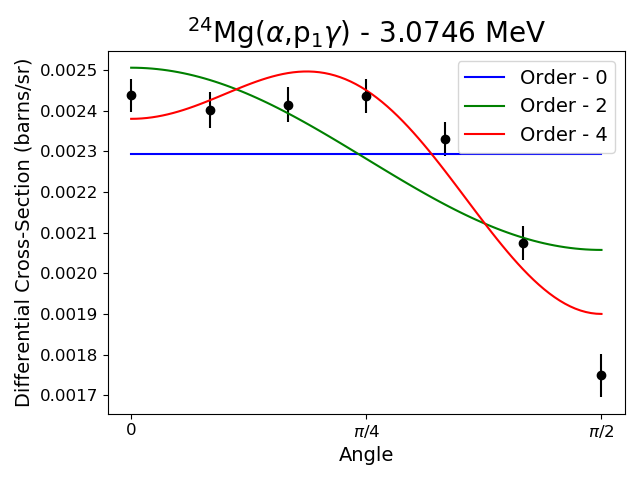 ²⁴Mg(α,p₁γ) - 3.0746 MeV
Order - 0
Order - 2
Order - 4
Differential Cross-Section (barns/sr)
0.0025
0.0024
0.0023
0.0022
0.0021
0.0020
0.0019
0.0018
0.0017
0 π/4 π/2
Angle